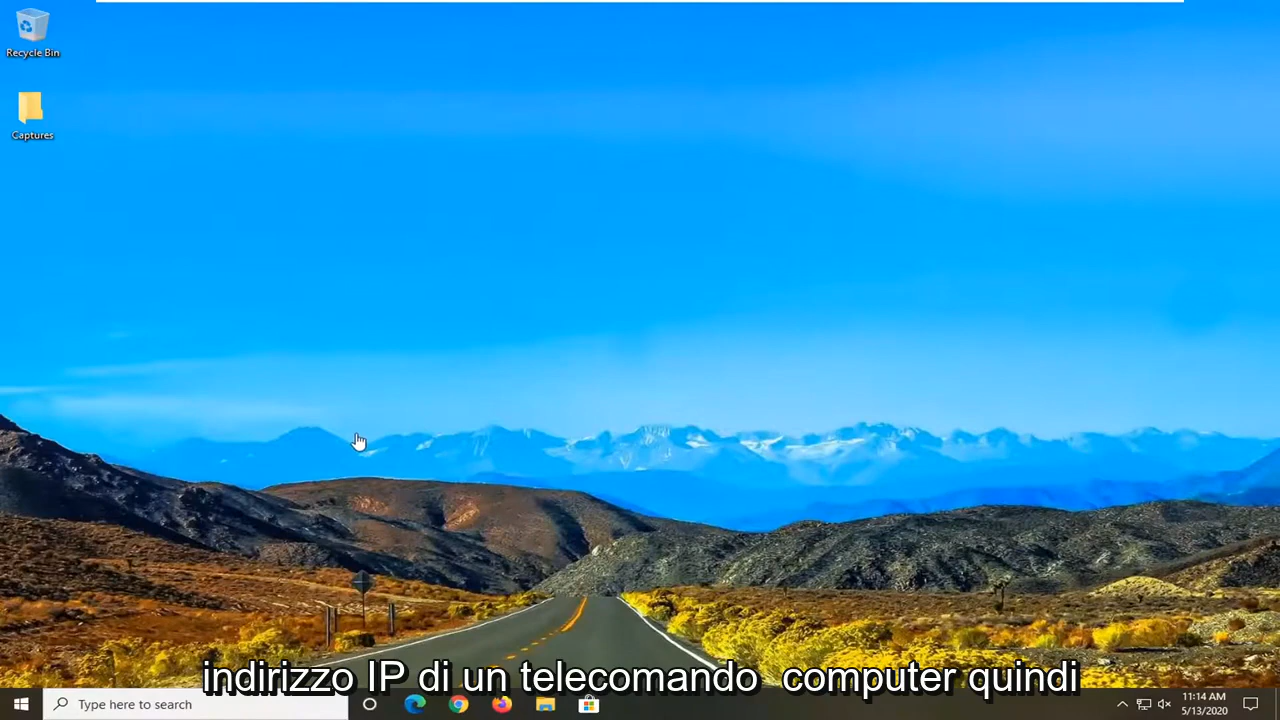 Recycle Bin
Captures
indirizzo IP di un telecomando computer quindi
Type here to search
11:14 AM
5/13/2020